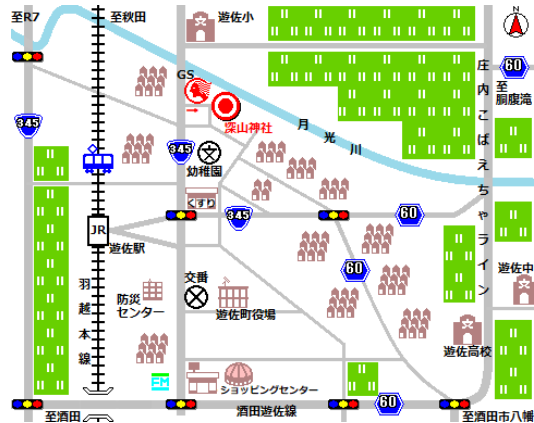 至R7
至秋田
遊佐小
N
60
至
胴腹滝
GS
→
深山神社
月光川
庄内こばえちゃライン
345
345
幼稚園
くすり
345
60
JR
遊佐駅
60
遊佐中
羽越本線
防災
センター
交番
遊佐町役場
遊佐高校
FM
ショッピングセンター
至酒田
至酒田
酒田遊佐線
60
至酒田市八幡